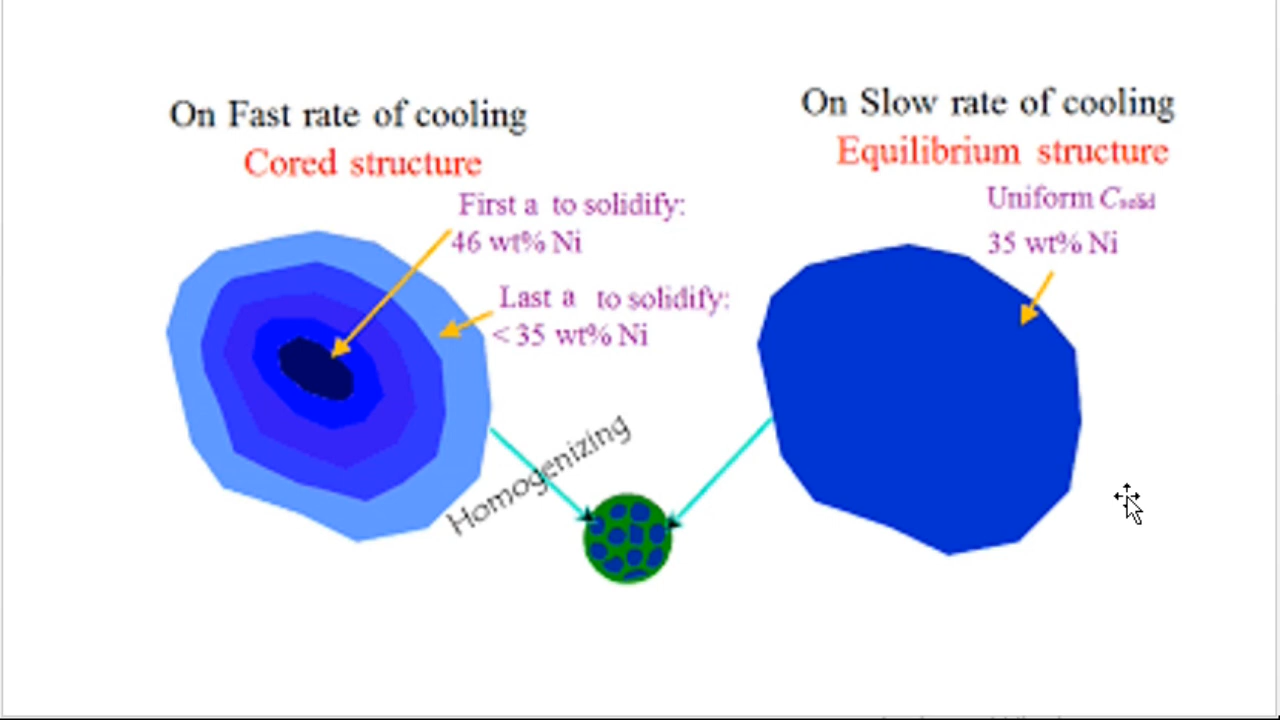 On Fast rate of cooling
Cored structure
First a to solidify:
46 wt% Ni
Last a to solidify:
< 35 wt% Ni
Homogenizing
On Slow rate of cooling
Equilibrium structure
Uniform Csolid
35 wt% Ni